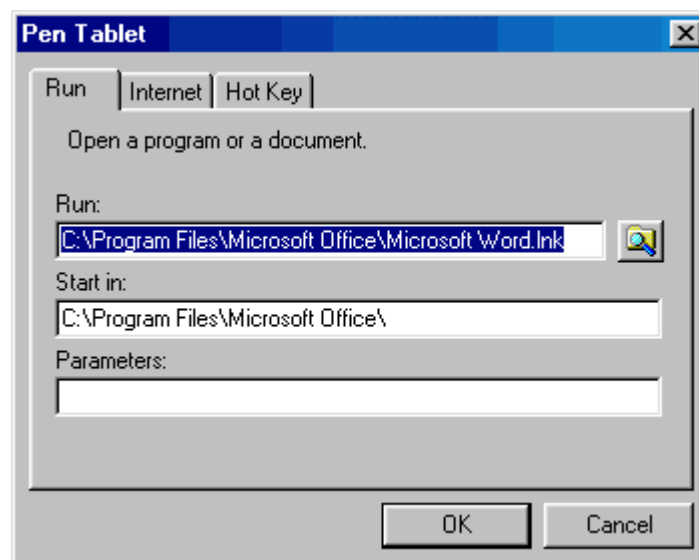 Pen Tablet
Run Internet Hot Key
Open a program or a document.
Run:
C:\Program Files\Microsoft Office\Microsoft Word.lnk
Start in:
C:\Program Files\Microsoft Office\
Parameters:
OK Cancel